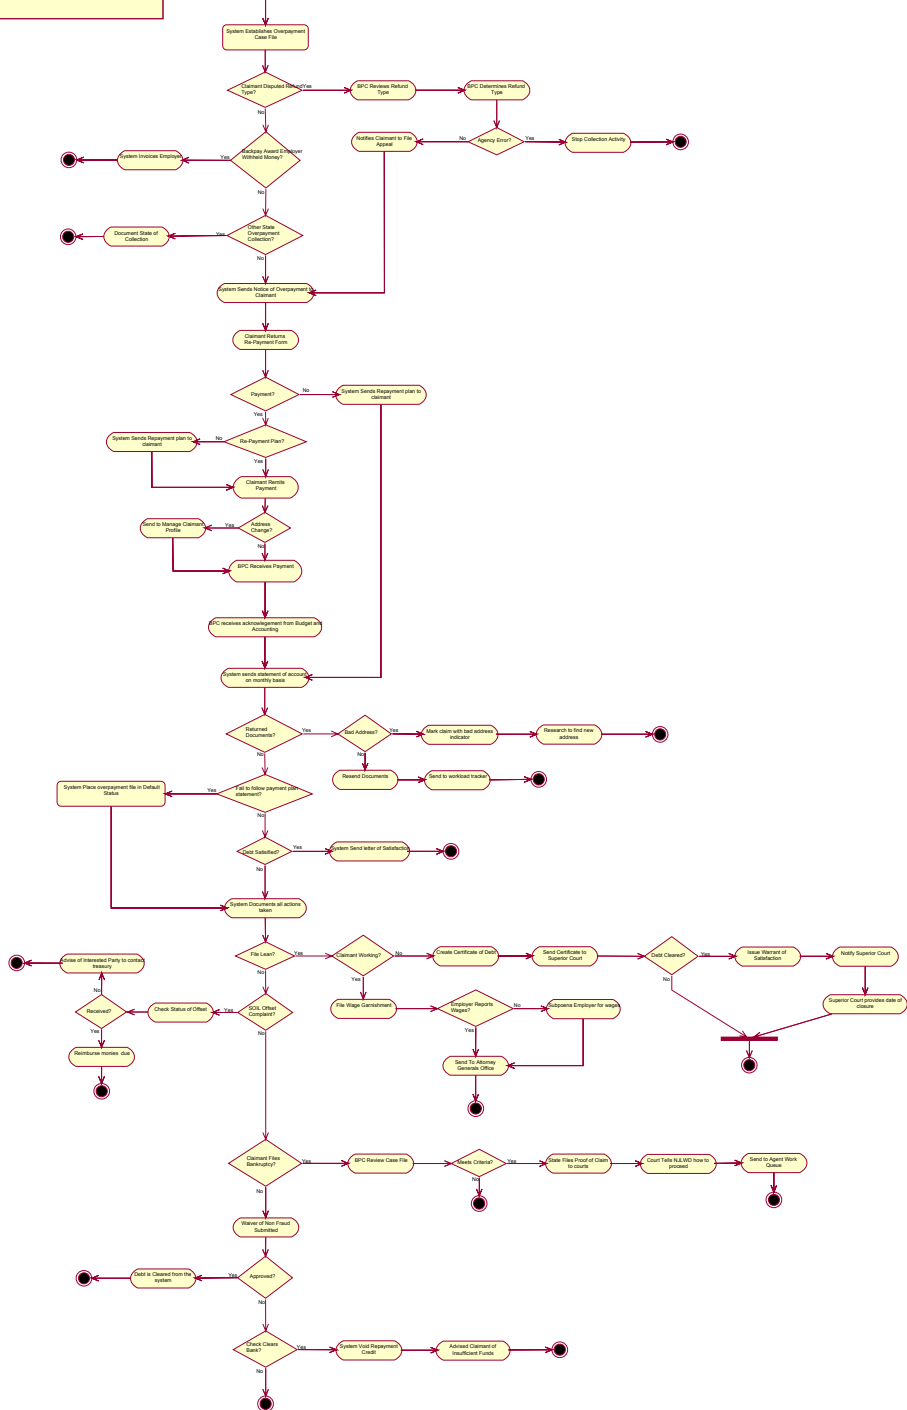 System Establishes Overpayment
Case File
Claimant Disputed Refund
Type?
Yes
BPC Reviews Refund
Type
BPC Determines Refund
Type
No
Agency Error?
No
Yes
Notifies Claimant to File
Appeal
Stop Collection Activity
Backpay Award Employer
Withheld Money?
Yes
System Invoices Employer
No
Other State
Overpayment
Collection?
Yes
Document State of
Collection
No
System Sends Notice of Overpayment to
Claimant
Claimant Returns
Re-Payment Form
Payment?
No
System Sends Repayment plan to
claimant
Yes
Re-Payment Plan?
No
System Sends Repayment plan to
claimant
Yes
Claimant Remits
Payment
Address
Change?
Yes
Send to Manage Claimant
Profile
No
BPC Receives Payment
BPC receives acknowlegement from Budget and
Accounting
System sends statement of account
on monthly basis
Returned
Documents?
Yes
Bad Address?
Yes
Mark claim with bad address
indicator
Research to find new
address
No
No
Resend Documents
Send to workload tracker
Fail to follow payment plan
statement?
Yes
System Place overpayment file in Default
Status
No
Debt Satisfied?
Yes
System Send letter of Satisfaction
No
System Documents all actions
taken
File Lean?
Yes
Claimant Working?
No
Create Certificate of Debt
Send Certificate to
Superior Court
Debt Cleared?
Yes
Issue Warrant of
Satisfaction
Notify Superior Court
Advise of Interested Party to contact
treasury
No
Yes
No
No
Received?
Check Status of Offset
Yes
SOIL Offset
Complaint?
File Wage Garnishment
Employer Reports
Wages?
No
Subpoena Employer for wages
Superior Court provides date of
closure
Yes
No
Yes
Reimburse monies due
Send To Attorney
Generals Office
Claimant Files
Bankruptcy?
Yes
BPC Review Case File
Meets Criteria?
Yes
State Files Proof of Claim
to courts
Court Tells NJLWD how to
proceed
Send to Agent Work
Queue
No
No
Waiver of Non Fraud
Submitted
Approved?
Yes
Debt is Cleared from the
system
No
Check Clears
Bank?
Yes
System Void Repayment
Credit
Advised Claimant of
Insufficient Funds
No